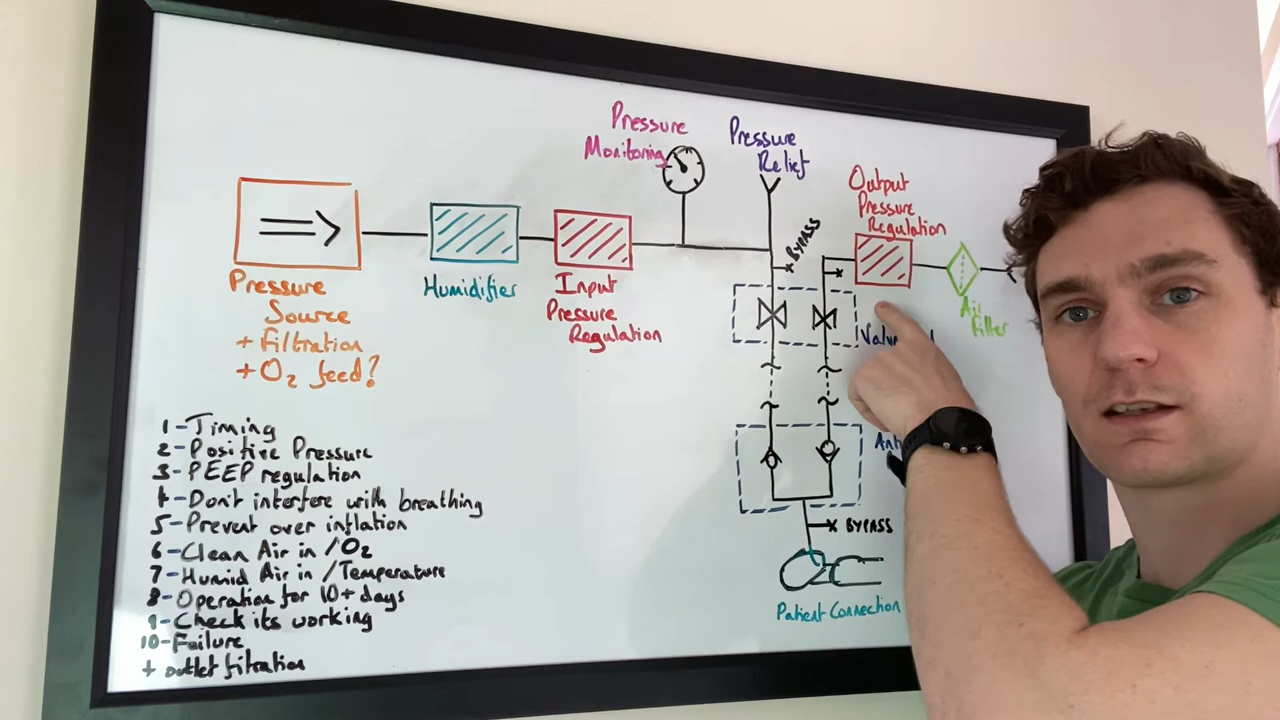 Pressure
Monitoring
Pressure
Relief
BYPASS
Output
Pressure
Regulation
Pressure
Source
+ Filtration
+ O₂ feed?
Humidifier
Input
Pressure
Regulation
Air
Filter
1-Timing
2-Positive Pressure
3-PEEP regulation
4-Don't interfere with breathing
5-Prevent over inflation
6-Clean Air in /O₂
7-Humid Air in /Temperature
8-Operation for 10+ days
9-Check its working
10-Failure
+ outlet filtration
BYPASS
Patient Connection